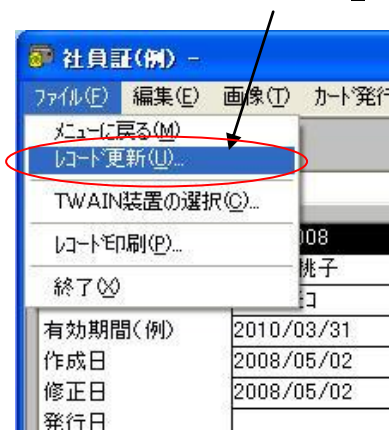 社員証(例) -
ファイル(F) 編集(E) 画像(T) カード発行
メニューに戻る(M)
レコード更新(U)...
TWAIN装置の選択(C)...
レコード印刷(P)...
008
桃子
終了(X)
コ
有効期間(例) 2010/03/31
作成日 2008/05/02
修正日 2008/05/02
発行日